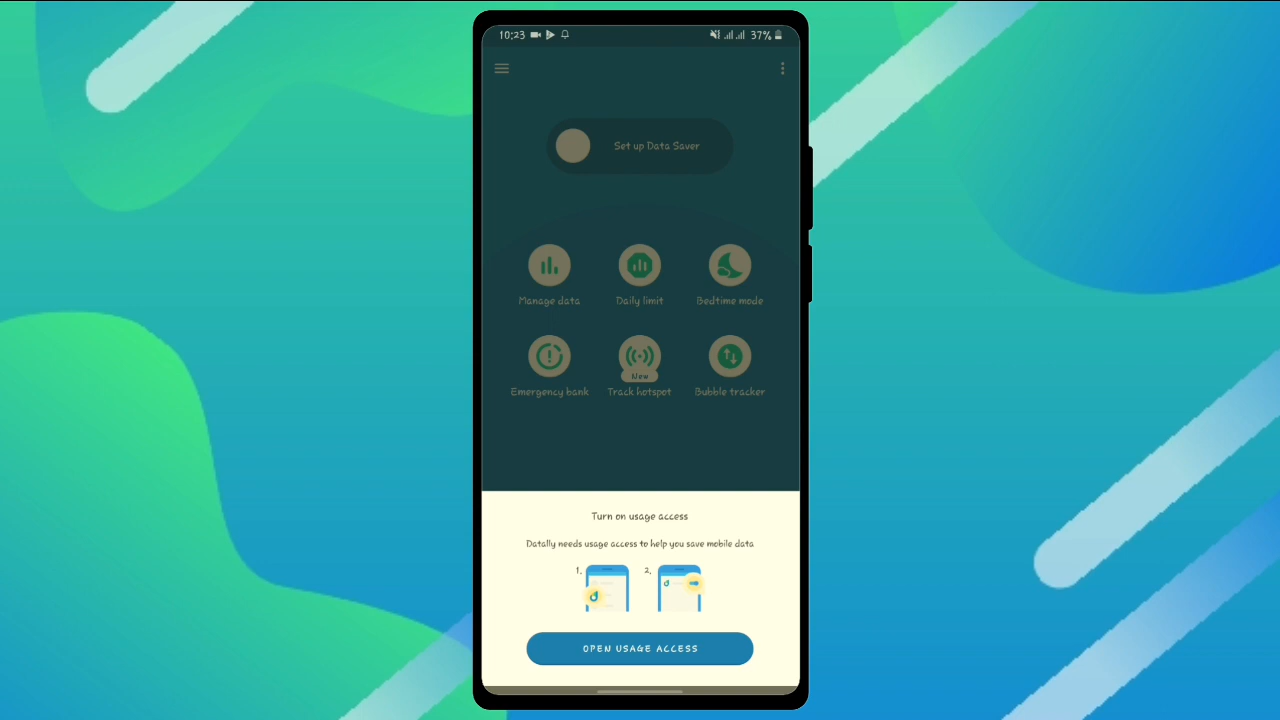 10:23
37%
Set up Data Saver
Manage data
Daily limit
Bedtime mode
Emergency bank
New
Track hotspot
Bubble tracker
Turn on usage access
Datally needs usage access to help you save mobile data
1.
2.
OPEN USAGE ACCESS